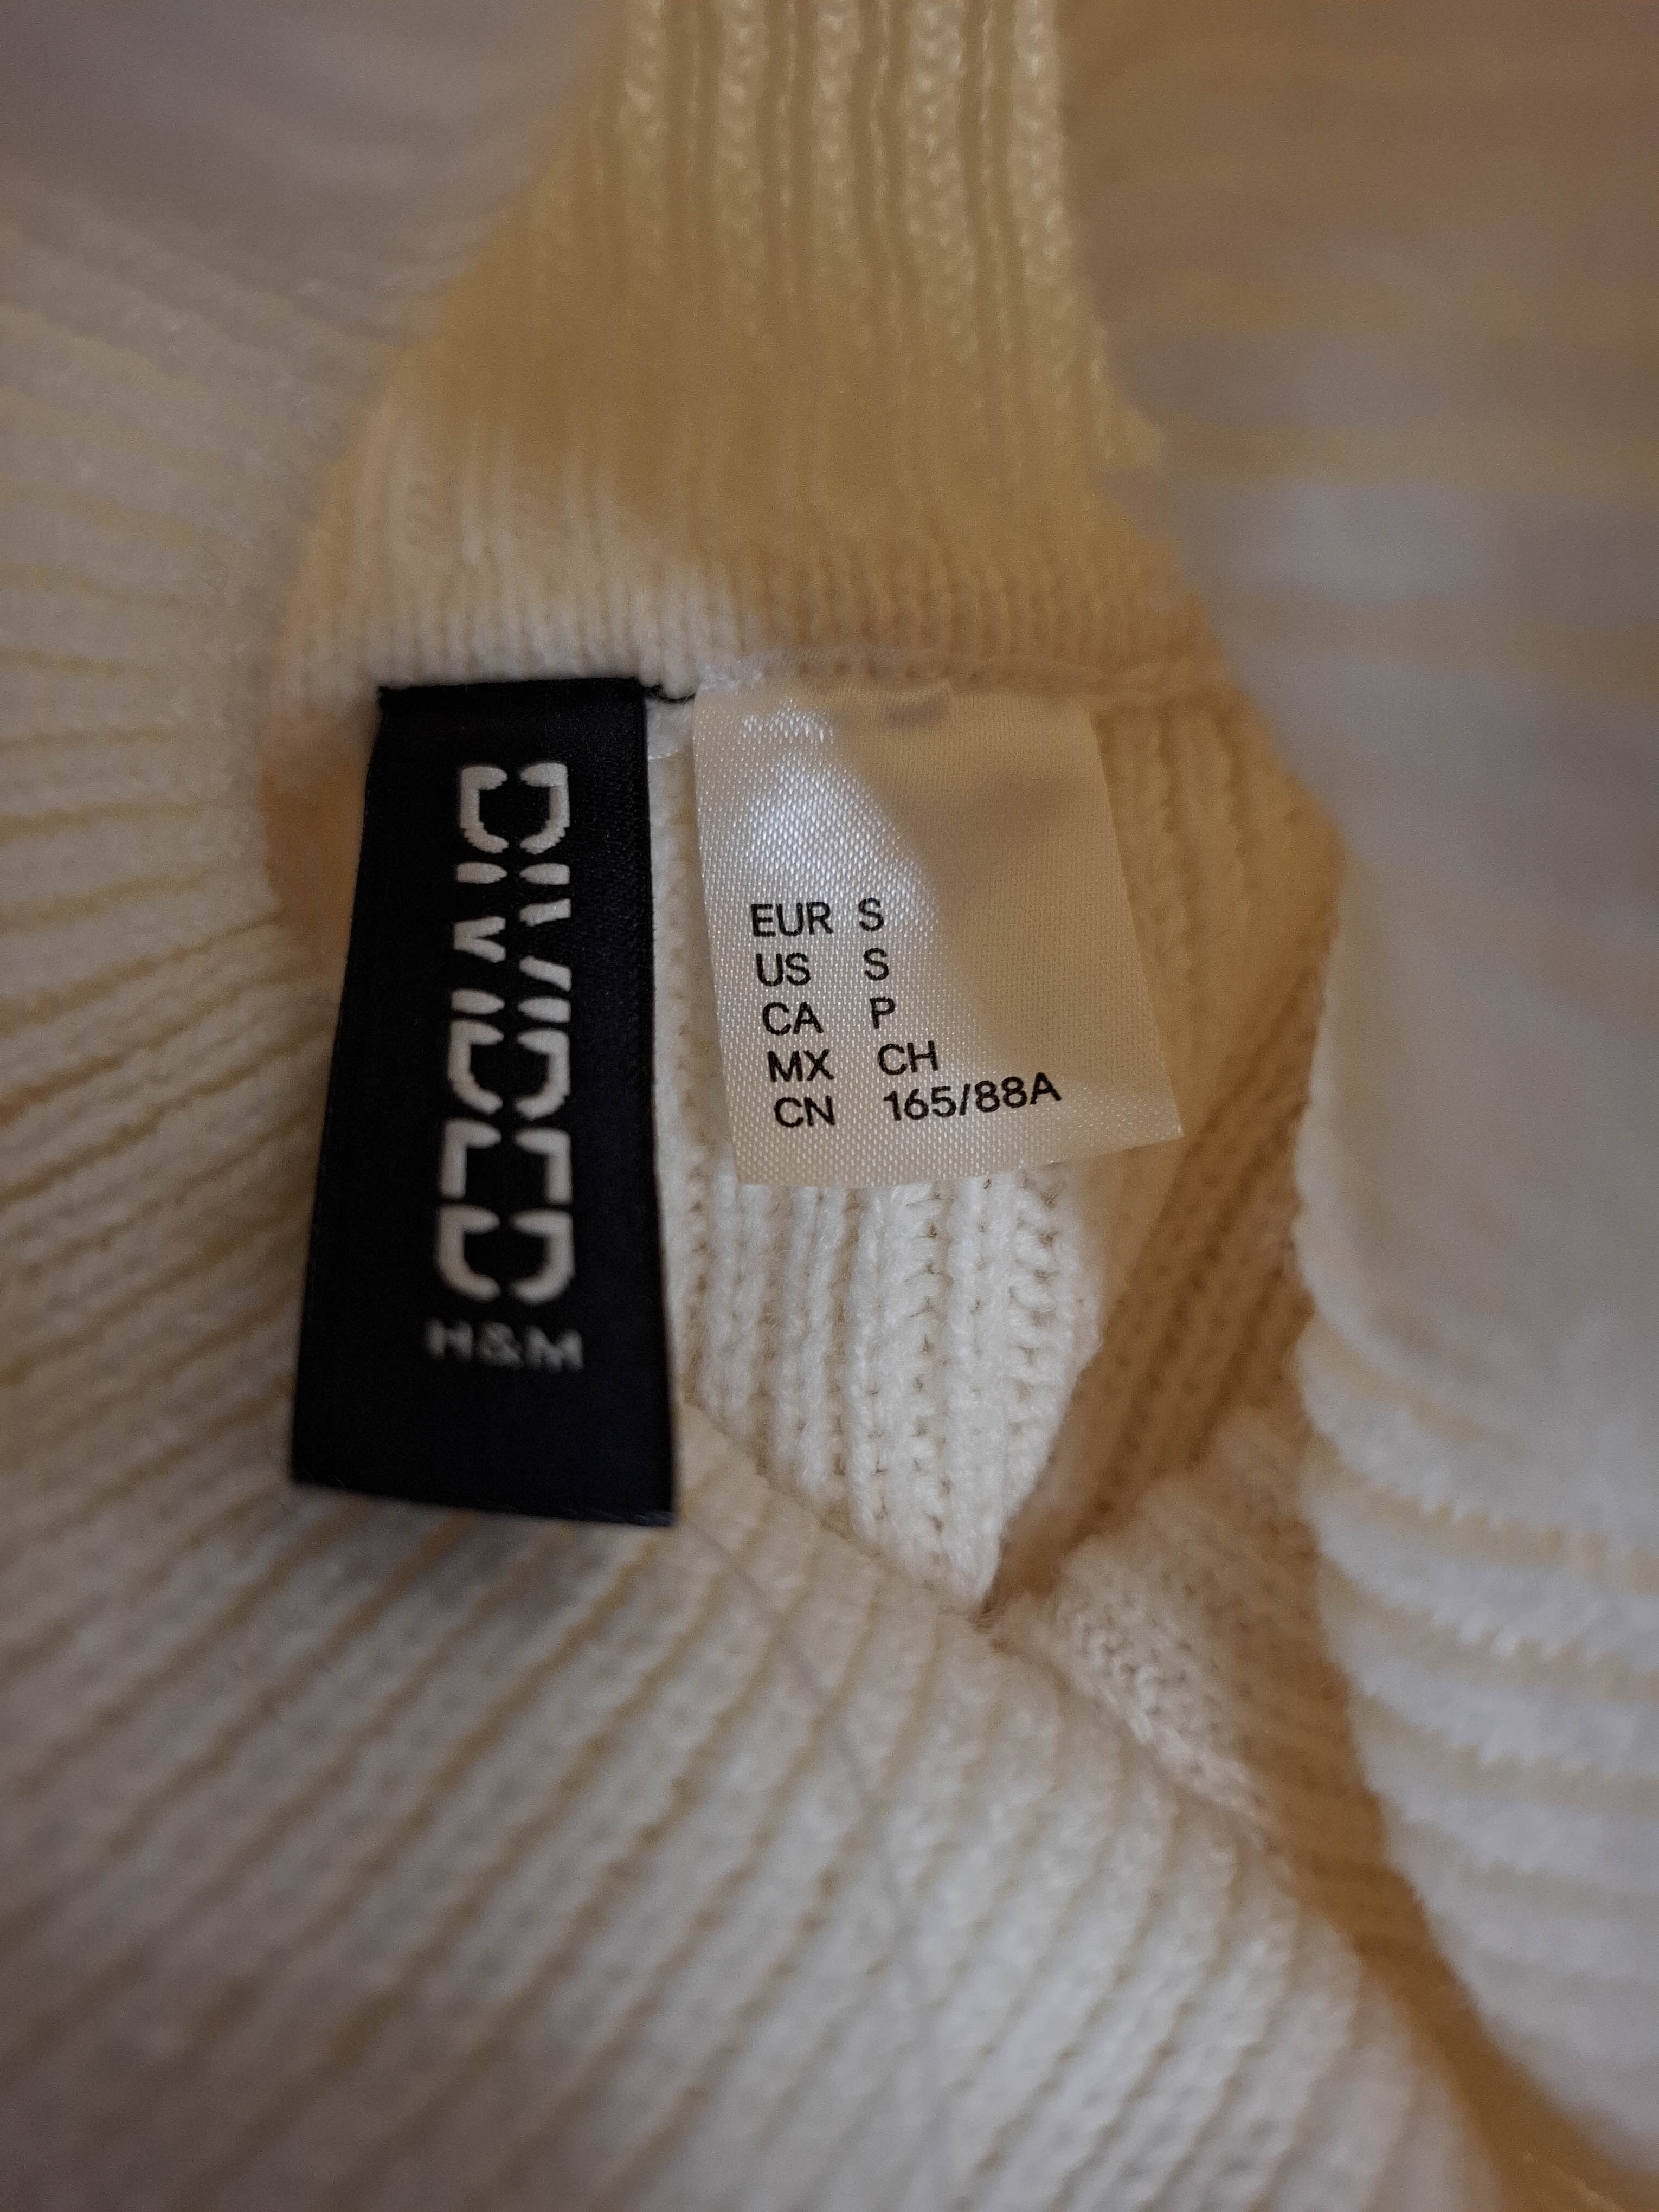 DIVIDED
H&M
EUR S
US S
CA P
MX CH
CN 165/88A